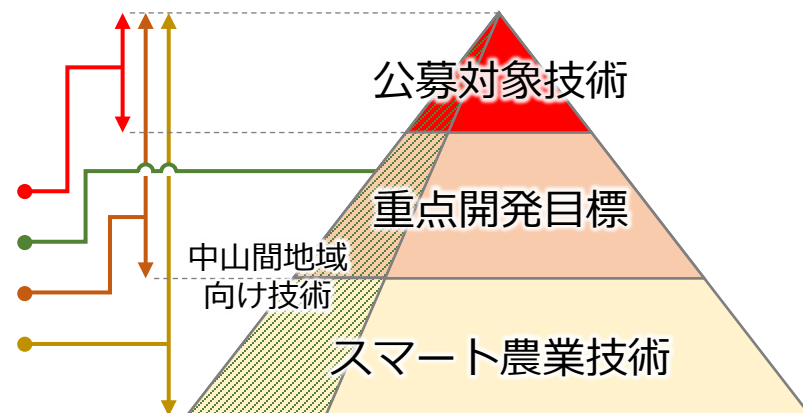 公募対象技術
重点開発目標
中山間地域
向け技術
スマート農業技術